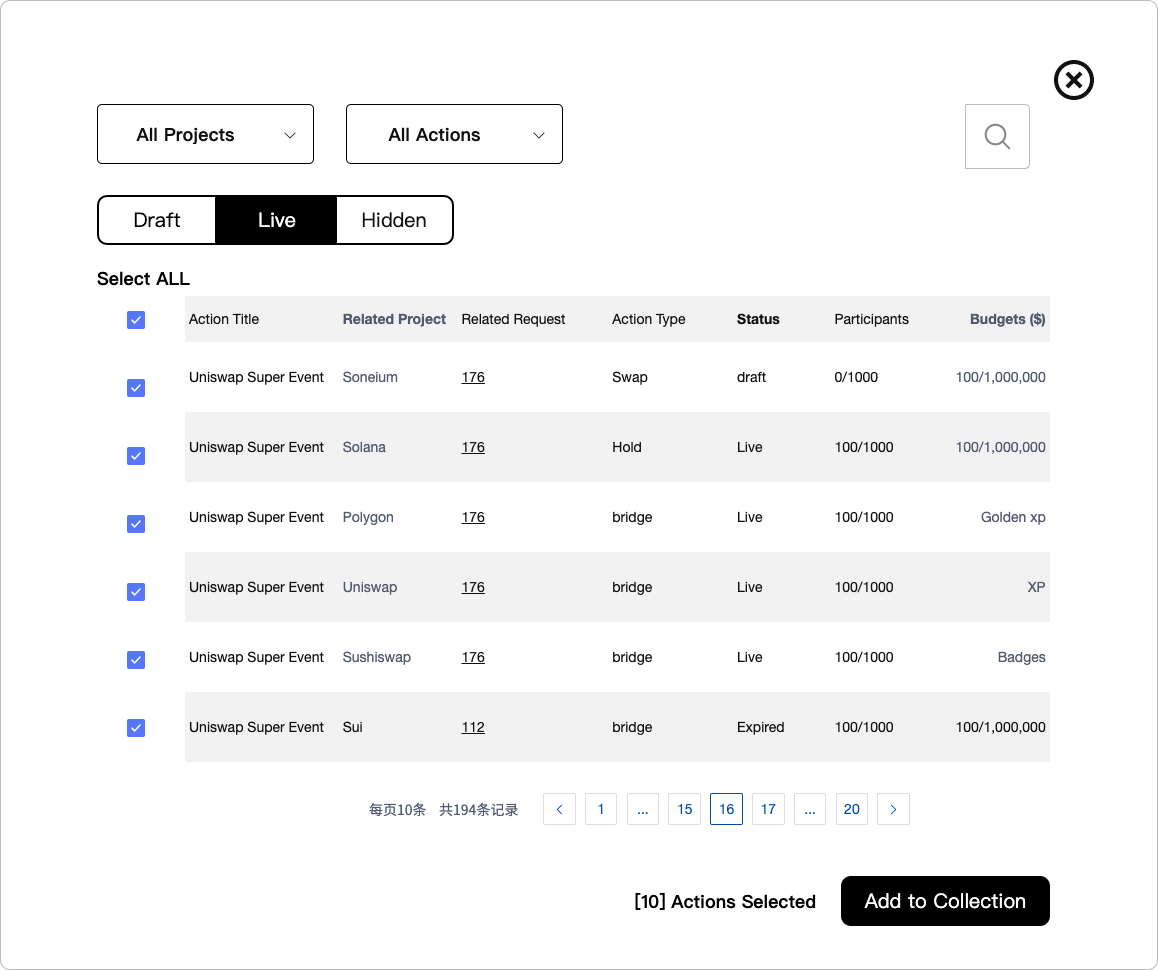 All Projects All Actions
Draft Live Hidden
Select ALL
Action Title Related Project Related Request Action Type Status Participants Budgets ($)
Uniswap Super Event Soneium 176 Swap draft 0/1000 100/1,000,000
Uniswap Super Event Solana 176 Hold Live 100/1000 100/1,000,000
Uniswap Super Event Polygon 176 bridge Live 100/1000 Golden xp
Uniswap Super Event Uniswap 176 bridge Live 100/1000 XP
Uniswap Super Event Sushiswap 176 bridge Live 100/1000 Badges
Uniswap Super Event Sui 112 bridge Expired 100/1000 100/1,000,000
每页10条 共194条记录 < 1 ... 15 16 17 ... 20 >
[10] Actions Selected Add to Collection